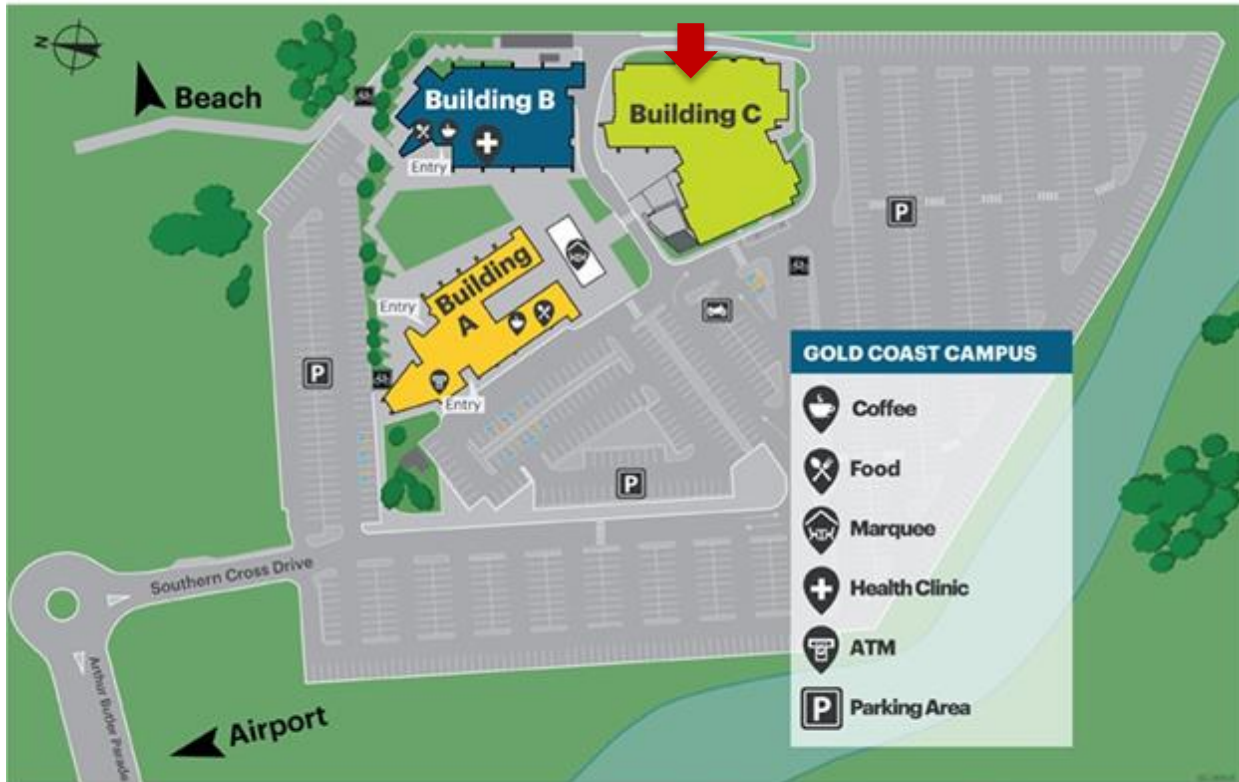 N
Beach
Building B
Entry
Building C
Building
A
Entry
Entry
P
P
P
GOLD COAST CAMPUS
Coffee
Food
Marquee
Health Clinic
ATM
P Parking Area
Southern Cross Drive
Arthur Butler Parade
Airport